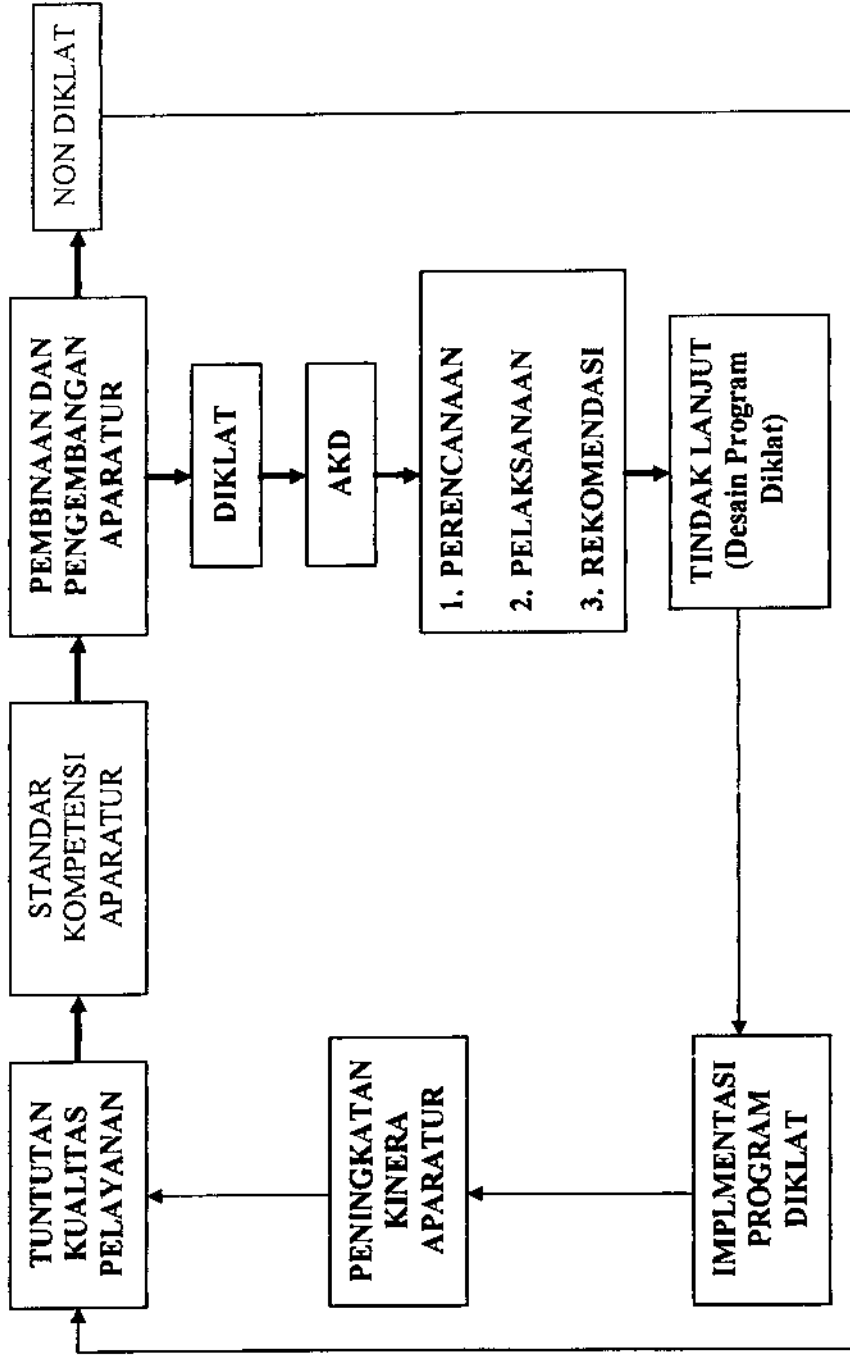 TUNTUTAN
KUALITAS
PELAYANAN
STANDAR
KOMPETENSI
APARATUR
PEMBINAAN DAN
PENGEMBANGAN
APARATUR
NON DIKLAT
DIKLAT
AKD
1. PERENCANAAN
2. PELAKSANAAN
3. REKOMENDASI
TINDAK LANJUT
(Desain Program
Diklat)
IMPLMENTASI
PROGRAM
DIKLAT
PENINGKATAN
KINERA
APARATUR